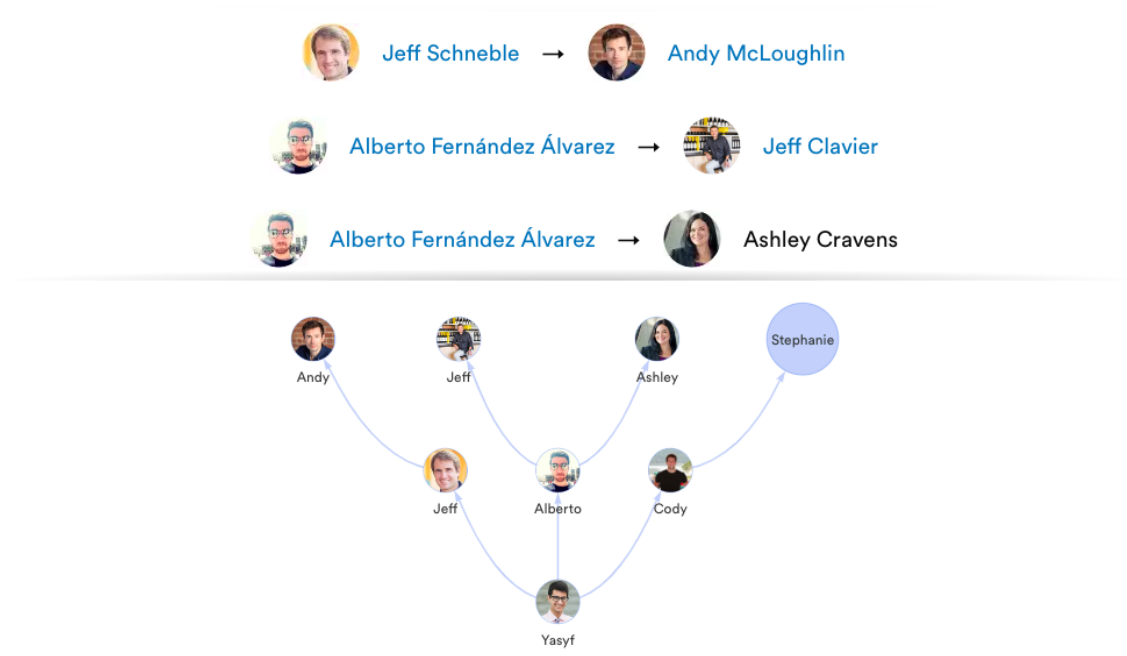 Jeff Schneble → Andy McLoughlin
Alberto Fernández Álvarez → Jeff Clavier
Alberto Fernández Álvarez → Ashley Cravens
Stephanie
Andy Jeff Ashley
Jeff Alberto Cody
Yasyf